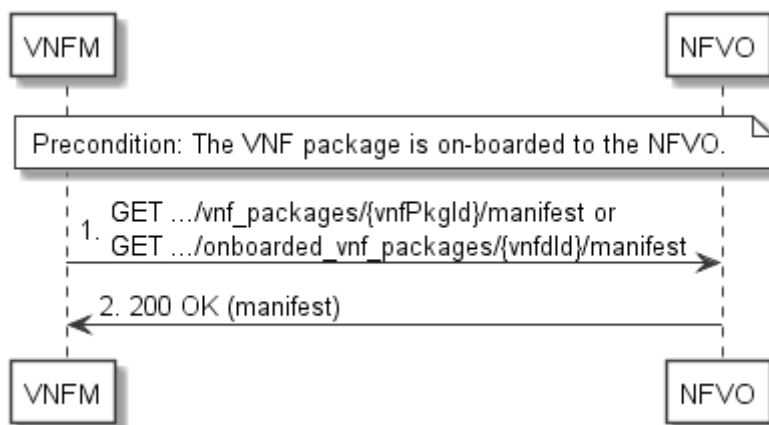 VNFM NFVO
Precondition: The VNF package is on-boarded to the NFVO.
1. GET .../vnf_packages/{vnfPkgId}/manifest or
GET .../onboarded_vnf_packages/{vnfdId}/manifest
2. 200 OK (manifest)
VNFM NFVO